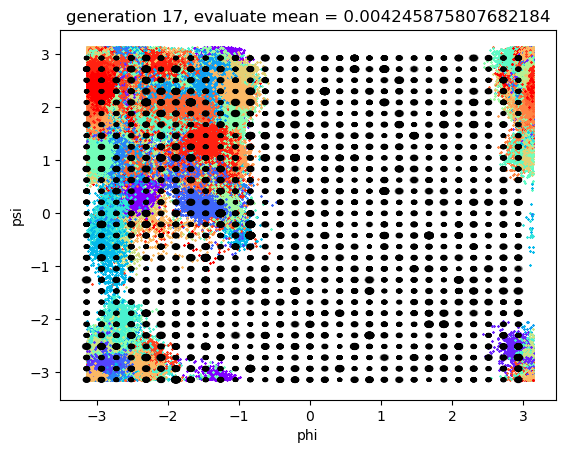 generation 17, evaluate mean = 0.004245875807682184
3
2
1
0
−1
−2
−3
psi
−3 −2 −1 0 1 2 3
phi